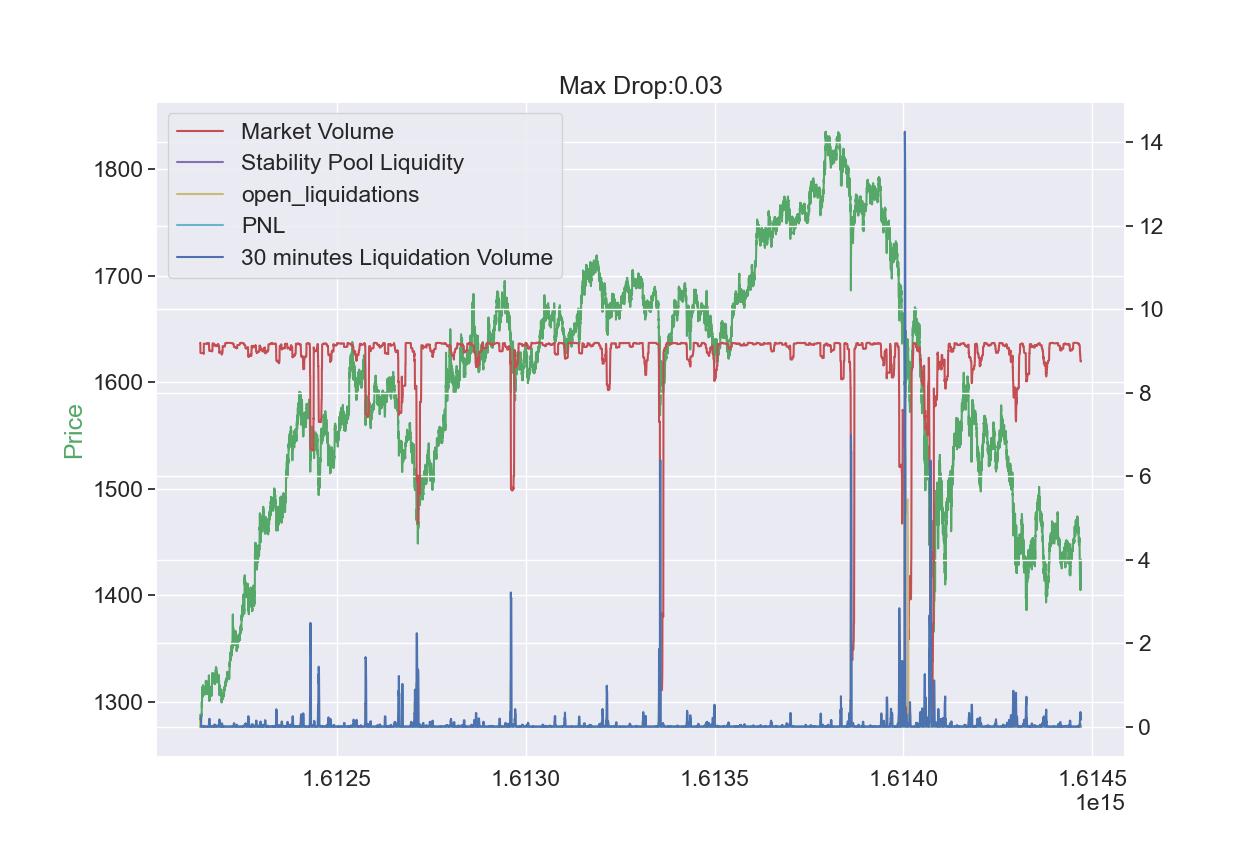 Max Drop:0.03
Market Volume
Stability Pool Liquidity
open_liquidations
PNL
30 minutes Liquidation Volume
Price
1800
1700
1600
1500
1400
1300
14
12
10
8
6
4
2
0
1.6125
1.6130
1.6135
1.6140
1.6145
1e15